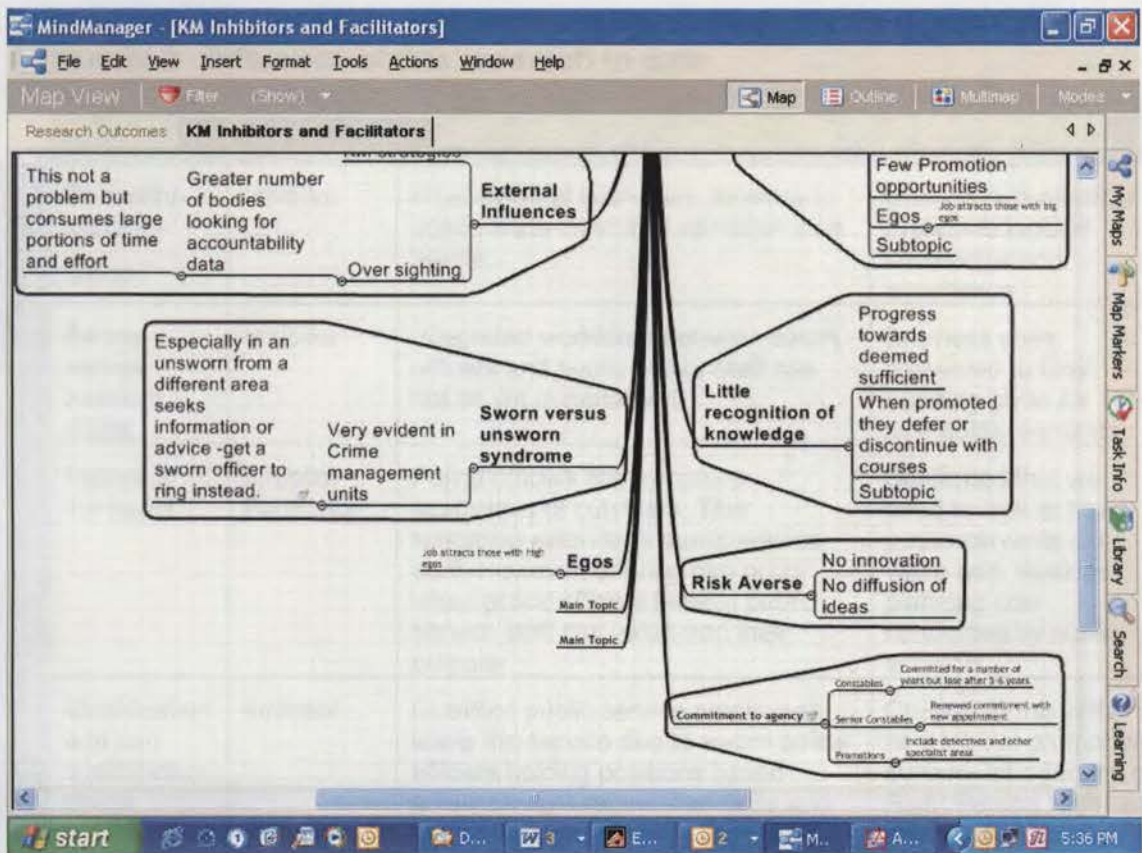 MindManager - [KM Inhibitors and Facilitators]
File Edit View Insert Format Tools Actions Window Help
Map View Filter (Show) Map Outline Multimap Modes
Research Outcomes KM Inhibitors and Facilitators
This not a
problem but
consumes large
portions of time
and effort
Greater number
of bodies
looking for
accountability
data
Over sighting
External
Influences
Few Promotion
opportunities
Egos
Job attracts those with big
egos
Subtopic
Especially in an
unsworn from a
different area
seeks
information or
advice -get a
sworn officer to
ring instead.
Very evident in
Crime
management
units
Sworn versus
unsworn
syndrome
Little
recognition of
knowledge
Progress
towards
deemed
sufficient
When promoted
they defer or
discontinue with
courses
Subtopic
Job attracts those with high
egos
Egos
Main Topic
Main Topic
Risk Averse
No innovation
No diffusion of
ideas
Commitment to agency
Constables
Committed for a number of
years but lose after 5-6 years.
Senior Constables
Renewed commitment with
new appointment
Promotions
Include detectives and other
specialist areas
My Maps
Map Markers
Task Info
Library
Search
Learning
start D... 3 E... 2 M.. A... 5:36 PM